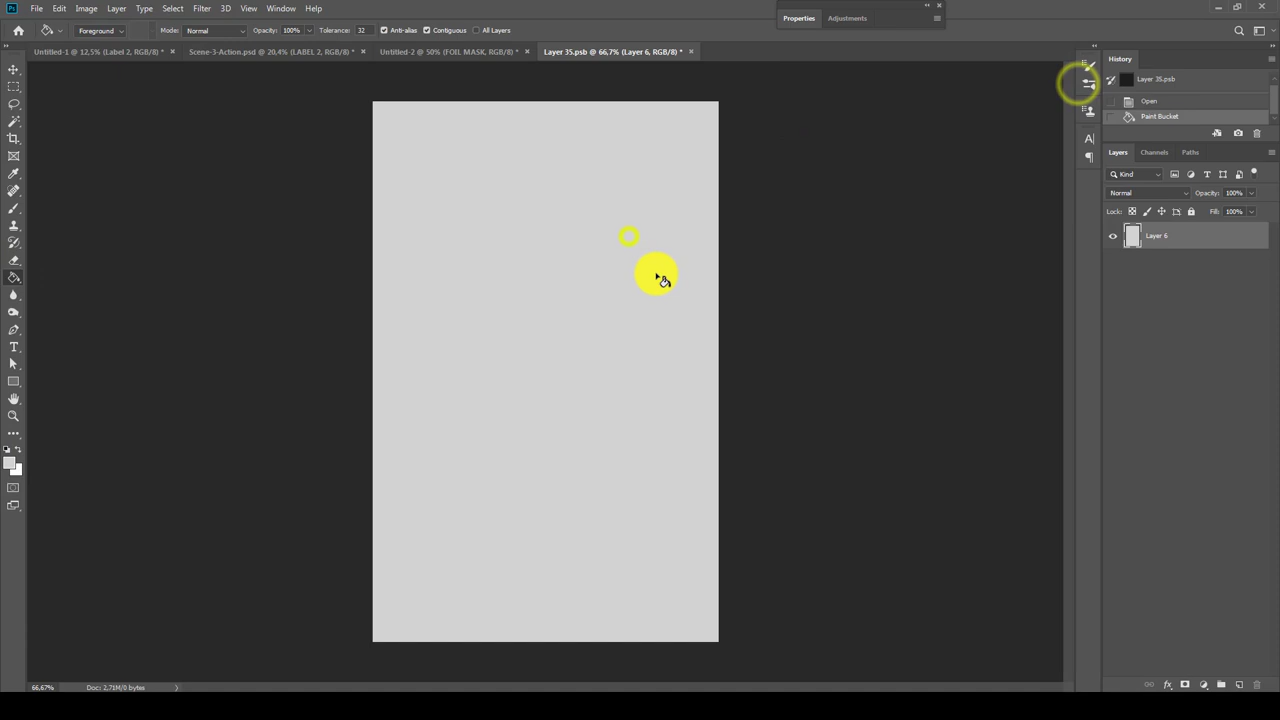 Ps File Edit Image Layer Type Select Filter 3D View Window Help
Properties Adjustments
Foreground Mode: Normal Opacity: 100% Tolerance: 32 Anti-alias Contiguous All Layers
Untitled-1 @ 12,5% (Label 2, RGB/8) * Scene-3-Action.psd @ 20,4% (LABEL 2, RGB/8) * Untitled-2 @ 50% (FOIL MASK, RGB/8) * Layer 35.psb @ 66,7% (Layer 6, RGB/8) *
History
Layer 35.psb
Open
Paint Bucket
Layers Channels Paths
Kind
Normal Opacity: 100%
Lock: Fill: 100%
Layer 6
66,67% Doc: 2,71M/0 bytes